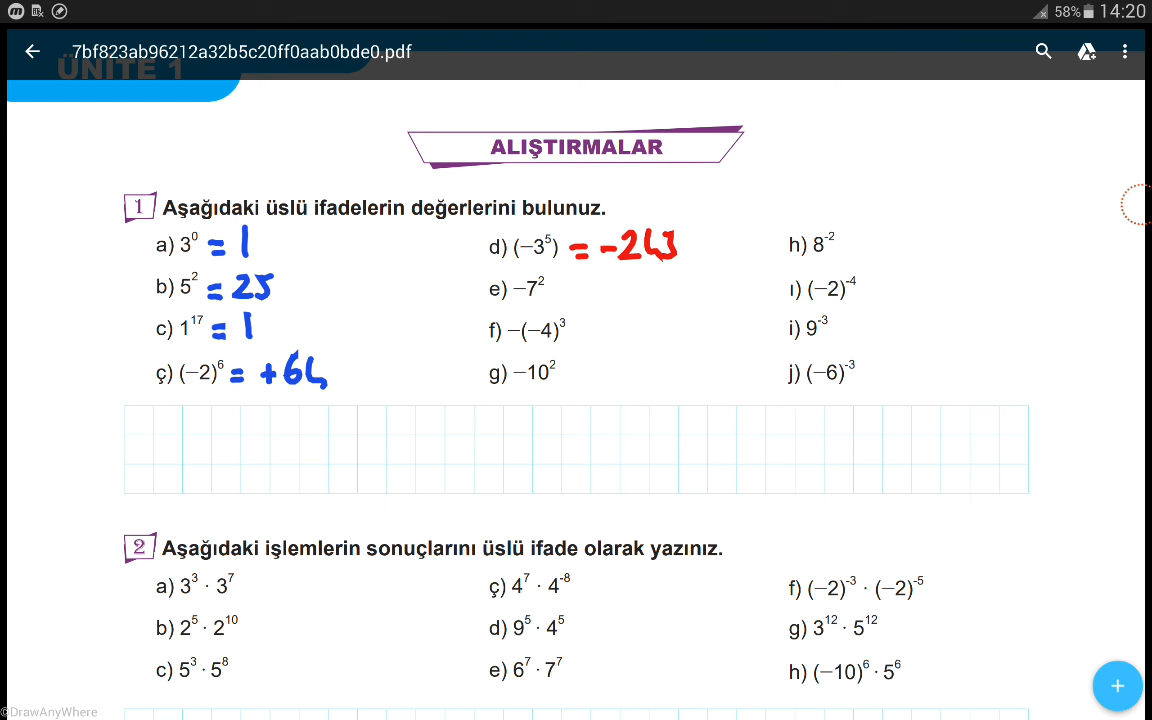 58% 14:20
7bf823ab96212a32b5c20ff0aab0bde0.pdf
ÜNİTE 1
ALIŞTIRMALAR
1 Aşağıdaki üslü ifadelerin değerlerini bulunuz.
a) 3⁰ = 1 d) (−3⁵) = -243 h) 8⁻²
b) 5² = 25 e) −7² ı) (−2)⁻⁴
c) 1¹⁷ = 1 f) −(−4)³ i) 9⁻³
ç) (−2)⁶ = +64 g) −10² j) (−6)⁻³
2 Aşağıdaki işlemlerin sonuçlarını üslü ifade olarak yazınız.
a) 3³ · 3⁷ ç) 4⁷ · 4⁻⁸ f) (−2)⁻³ · (−2)⁻⁵
b) 2⁵ · 2¹⁰ d) 9⁵ · 4⁵ g) 3¹² · 5¹²
c) 5³ · 5⁸ e) 6⁷ · 7⁷ h) (−10)⁶ · 5⁶
©DrawAnyWhere